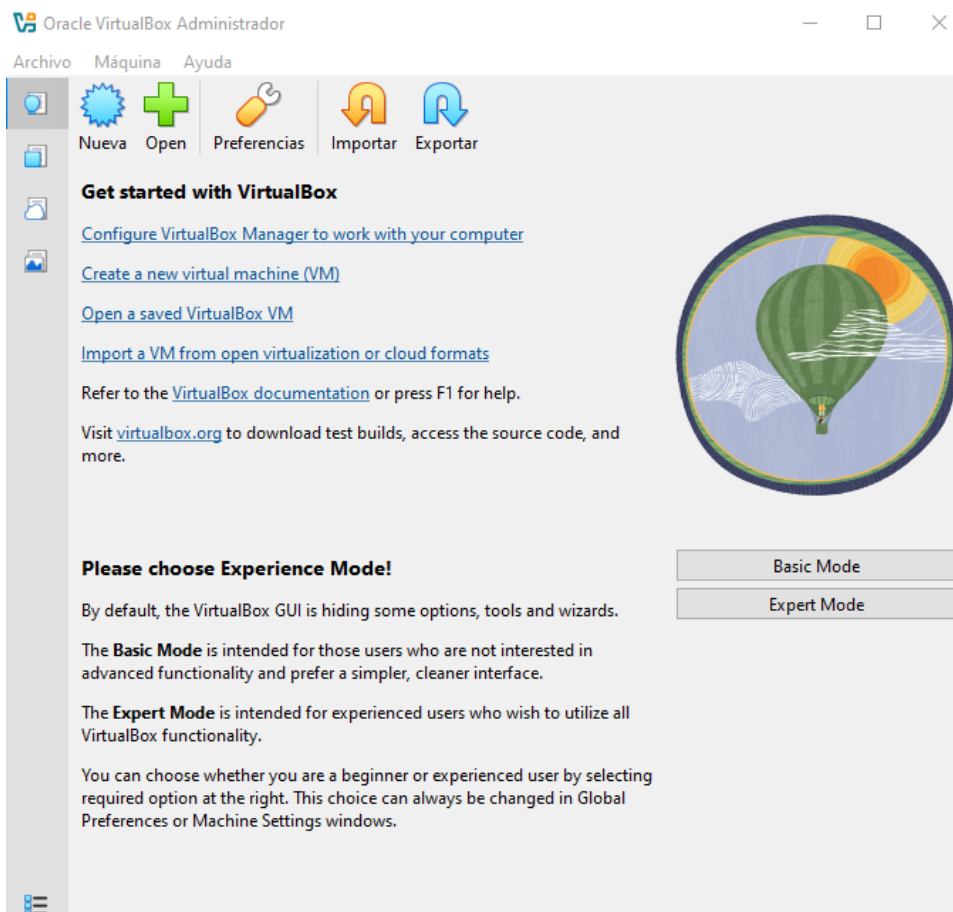 Oracle VirtualBox Administrador
Archivo Máquina Ayuda
Nueva Open Preferencias Importar Exportar
Get started with VirtualBox
Configure VirtualBox Manager to work with your computer
Create a new virtual machine (VM)
Open a saved VirtualBox VM
Import a VM from open virtualization or cloud formats
Refer to the VirtualBox documentation or press F1 for help.
Visit virtualbox.org to download test builds, access the source code, and
more.
Please choose Experience Mode!
By default, the VirtualBox GUI is hiding some options, tools and wizards.
The Basic Mode is intended for those users who are not interested in
advanced functionality and prefer a simpler, cleaner interface.
The Expert Mode is intended for experienced users who wish to utilize all
VirtualBox functionality.
You can choose whether you are a beginner or experienced user by selecting
required option at the right. This choice can always be changed in Global
Preferences or Machine Settings windows.
Basic Mode
Expert Mode